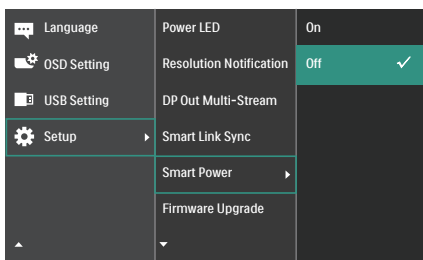 Language
OSD Setting
USB Setting
Setup
Power LED
Resolution Notification
DP Out Multi-Stream
Smart Link Sync
Smart Power
Firmware Upgrade
On
Off